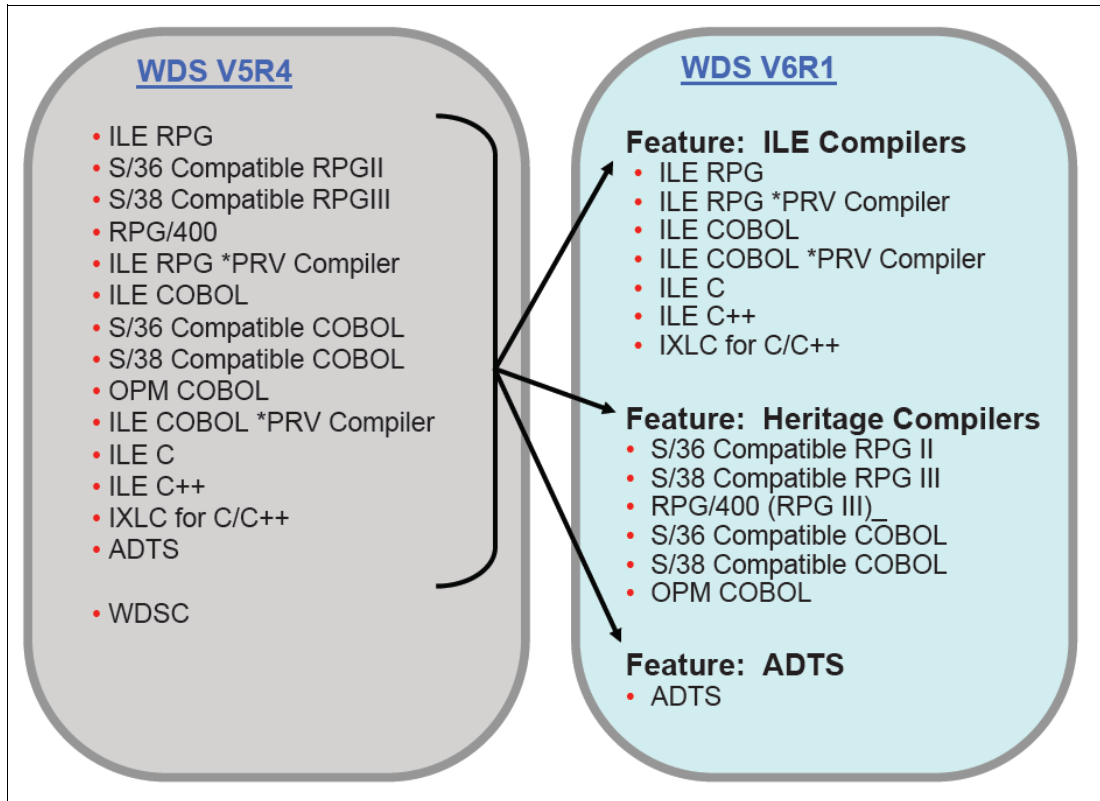 WDS V5R4
• ILE RPG
• S/36 Compatible RPGII
• S/38 Compatible RPGIII
• RPG/400
• ILE RPG *PRV Compiler
• ILE COBOL
• S/36 Compatible COBOL
• S/38 Compatible COBOL
• OPM COBOL
• ILE COBOL *PRV Compiler
• ILE C
• ILE C++
• IXLC for C/C++
• ADTS
• WDSC
WDS V6R1
Feature: ILE Compilers
• ILE RPG
• ILE RPG *PRV Compiler
• ILE COBOL
• ILE COBOL *PRV Compiler
• ILE C
• ILE C++
• IXLC for C/C++
Feature: Heritage Compilers
• S/36 Compatible RPG II
• S/38 Compatible RPG III
• RPG/400 (RPG III)_
• S/36 Compatible COBOL
• S/38 Compatible COBOL
• OPM COBOL
Feature: ADTS
• ADTS